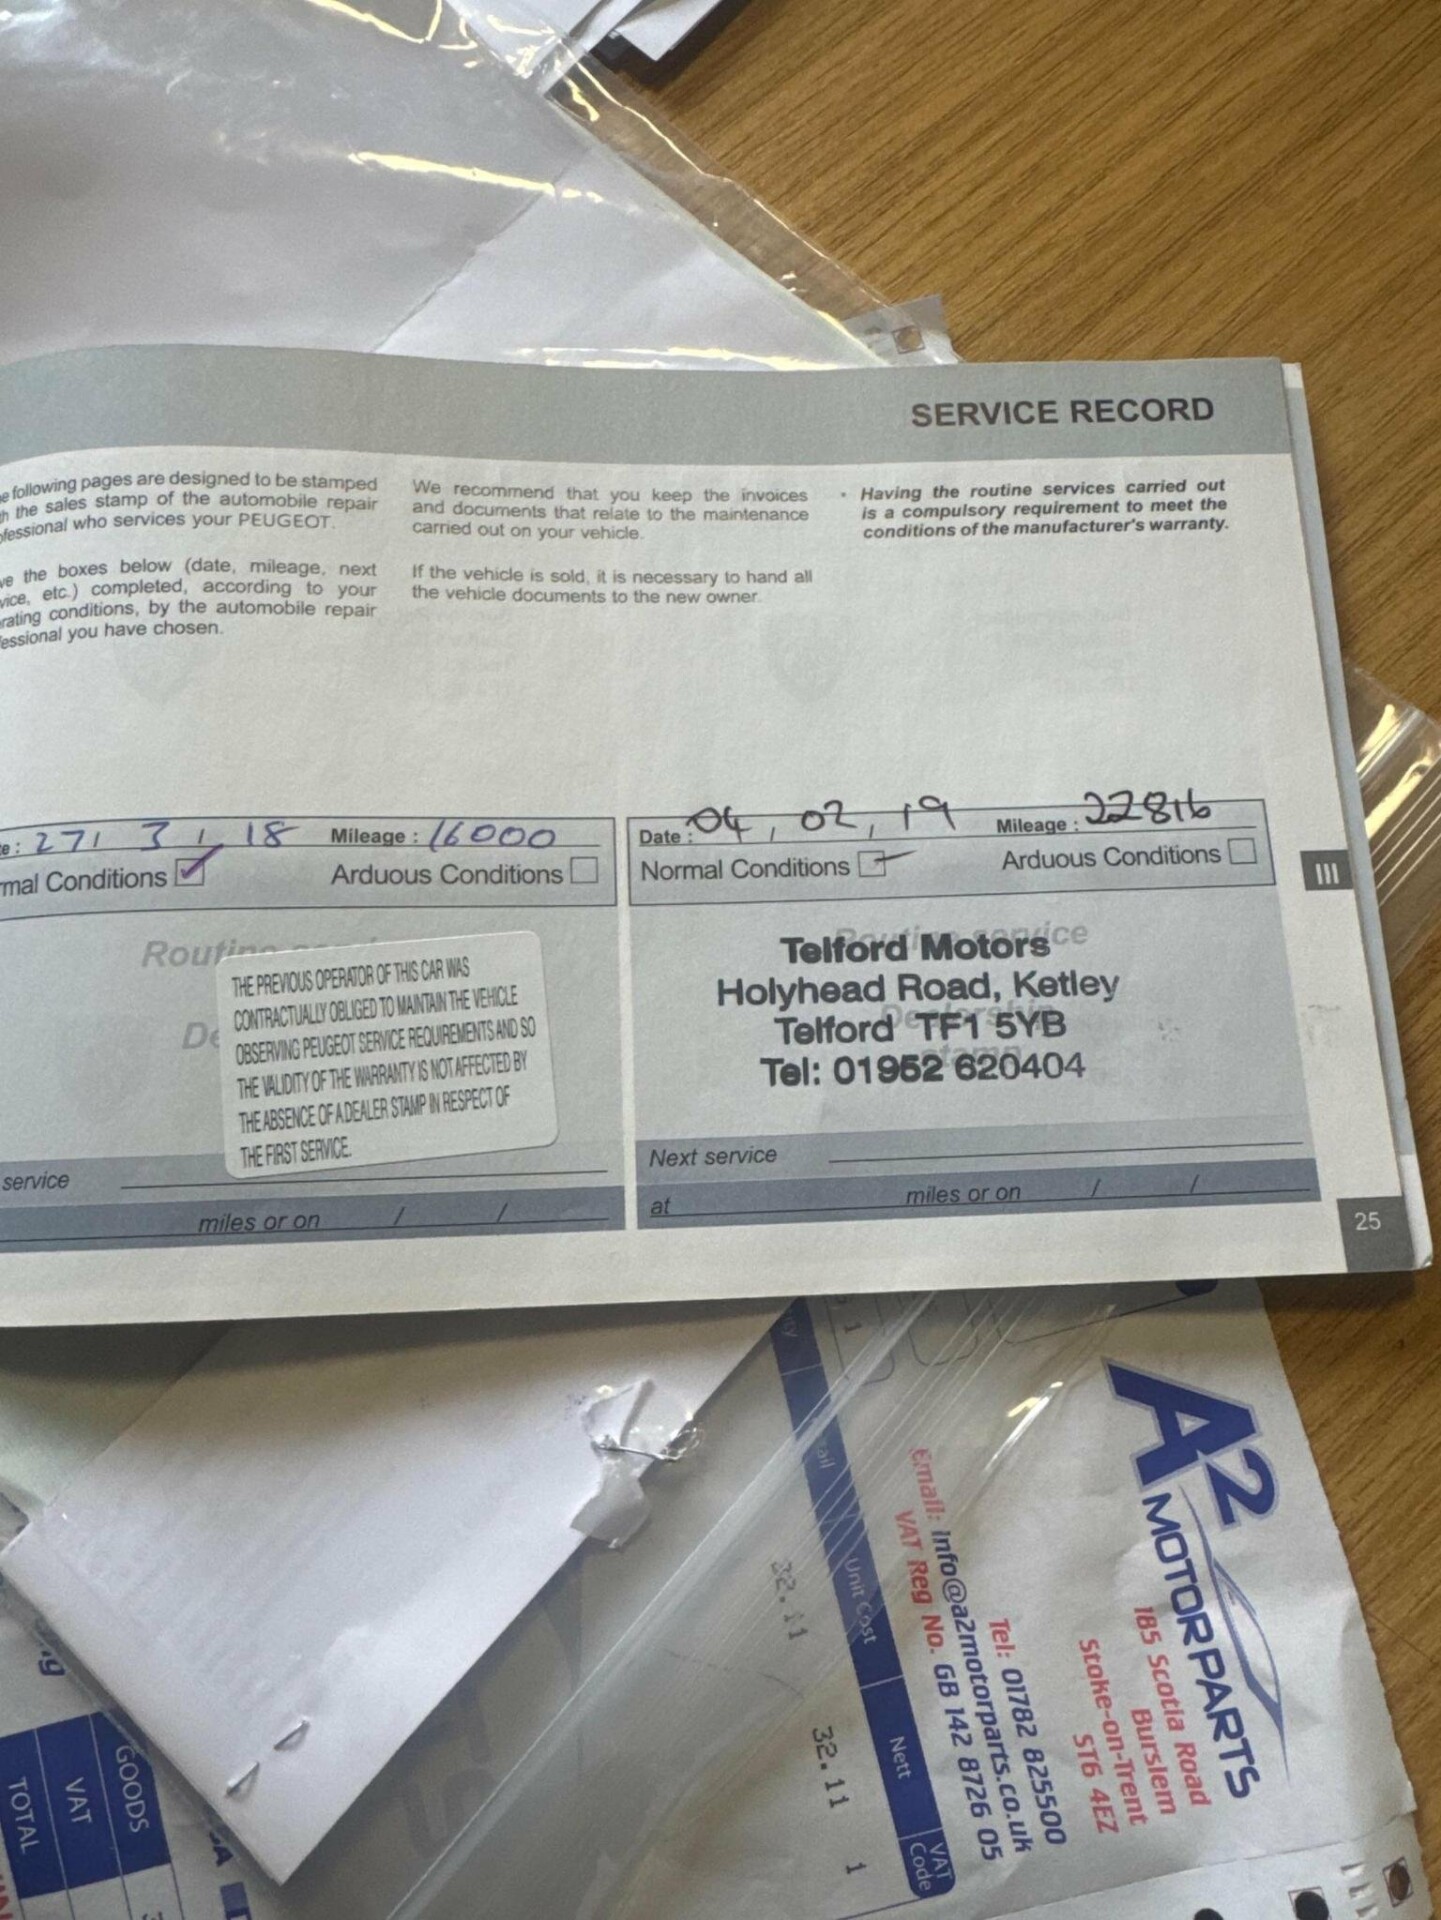 SERVICE RECORD
following pages are designed to be stamped
the sales stamp of the automobile repair
who services your PEUGEOT.
the boxes below (date, mileage, next
etc.) completed, according to your
conditions, by the automobile repair
you have chosen.
We recommend that you keep the invoices
and documents that relate to the maintenance
carried out on your vehicle.
If the vehicle is sold, it is necessary to hand all
the vehicle documents to the new owner.
• Having the routine services carried out
is a compulsory requirement to meet the
conditions of the manufacturer's warranty.
: 27/ 3 / 18 Mileage : 16000
Conditions Arduous Conditions
Routine
THE PREVIOUS OPERATOR OF THIS CAR WAS
CONTRACTUALLY OBLIGED TO MAINTAIN THE VEHICLE
OBSERVING PEUGEOT SERVICE REQUIREMENTS AND SO
THE VALIDITY OF THE WARRANTY IS NOT AFFECTED BY
THE ABSENCE OF A DEALER STAMP IN RESPECT OF
THE FIRST SERVICE.
service
miles or on / /
Date : 04 / 02 / 19 Mileage : 22816
Normal Conditions Arduous Conditions
Routine service
Dealership
stamp
Telford Motors
Holyhead Road, Ketley
Telford TF1 5YB
Tel: 01952 620404
Next service
at miles or on / /
III
25
A2
MOTORPARTS
185 Scotia Road
Burslem
Stoke-on-Trent
ST6 4EZ
Tel: 01782 825500
Email: info@a2motorparts.co.uk
VAT Reg No. GB 142 8726 05
Unit Cost
Nett
VAT
Code
32.11
32.11
1
1
GOODS
VAT
TOTAL